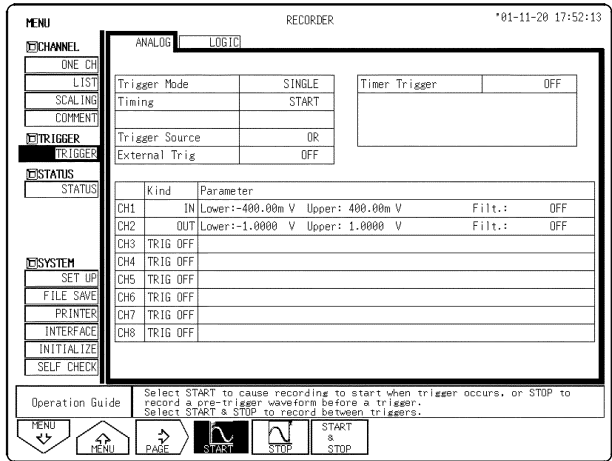 MENU
RECORDER
'01-11-20 17:52:13
ANALOG
LOGIC
CHANNEL
ONE CH
LIST
SCALING
COMMENT
TRIGGER
TRIGGER
STATUS
STATUS
SYSTEM
SET UP
FILE SAVE
PRINTER
INTERFACE
INITIALIZE
SELF CHECK
Trigger Mode SINGLE
Timing START
Trigger Source OR
External Trig OFF
Timer Trigger OFF
Kind Parameter
CH1 IN Lower:-400.00m V Upper: 400.00m V Filt.: OFF
CH2 OUT Lower:-1.0000 V Upper: 1.0000 V Filt.: OFF
CH3 TRIG OFF
CH4 TRIG OFF
CH5 TRIG OFF
CH6 TRIG OFF
CH7 TRIG OFF
CH8 TRIG OFF
Operation Guide
Select START to cause recording to start when trigger occurs, or STOP to
record a pre-trigger waveform before a trigger.
Select START & STOP to record between triggers.
MENU
MENU
PAGE
START
STOP
START
&
STOP